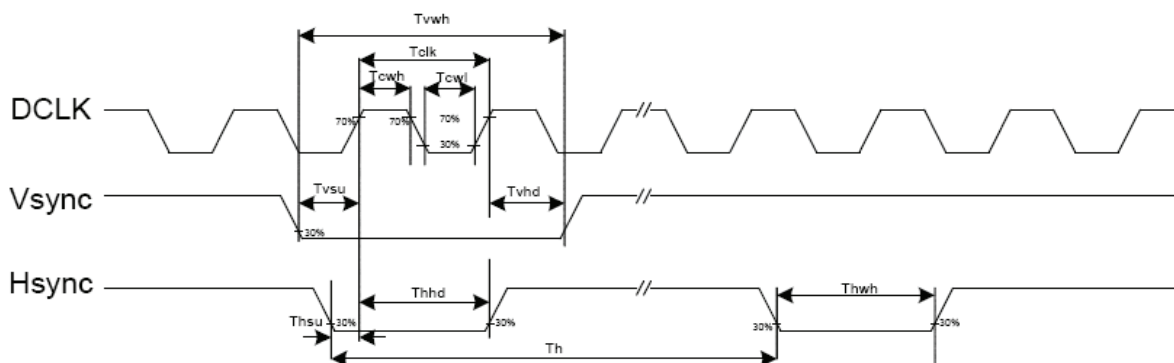 Tvwh
Tclk
Tcwh Tcwl
DCLK
70% 70% 70%
30%
Vsync
Tvsu Tvhd
30%
Hsync
Thhd Thwh
Thsu 30% 30% 30% 30%
Th